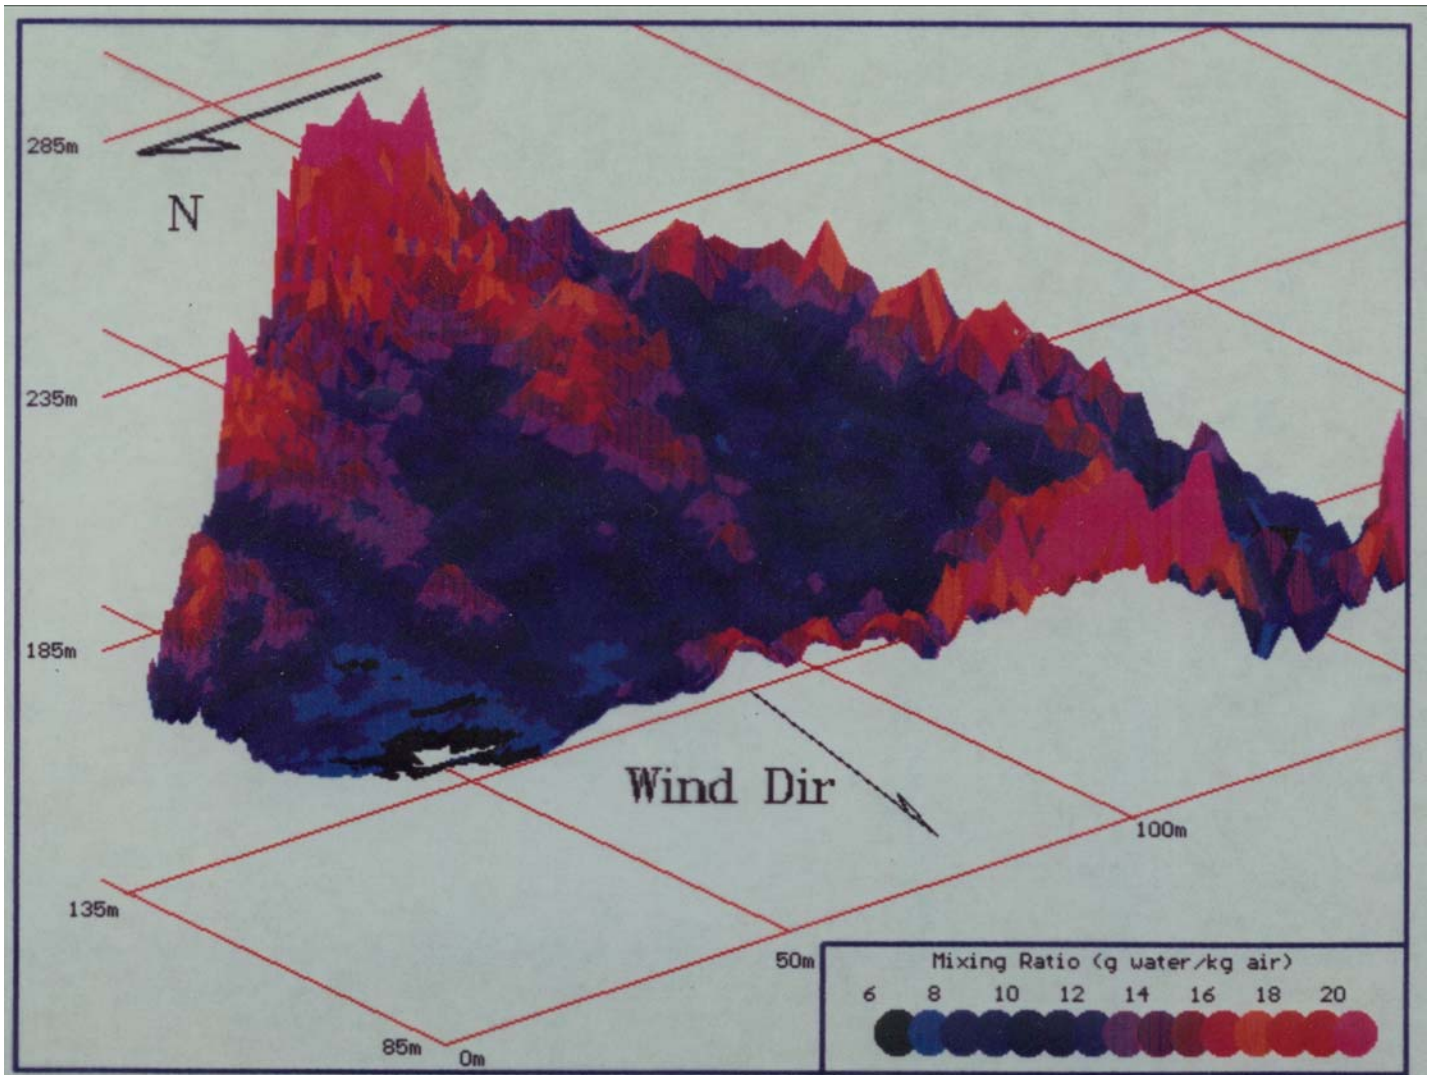 285m
N
235m
185m
Wind Dir
100m
135m
50m
85m
0m
Mixing Ratio (g water/kg air)
6 8 10 12 14 16 18 20